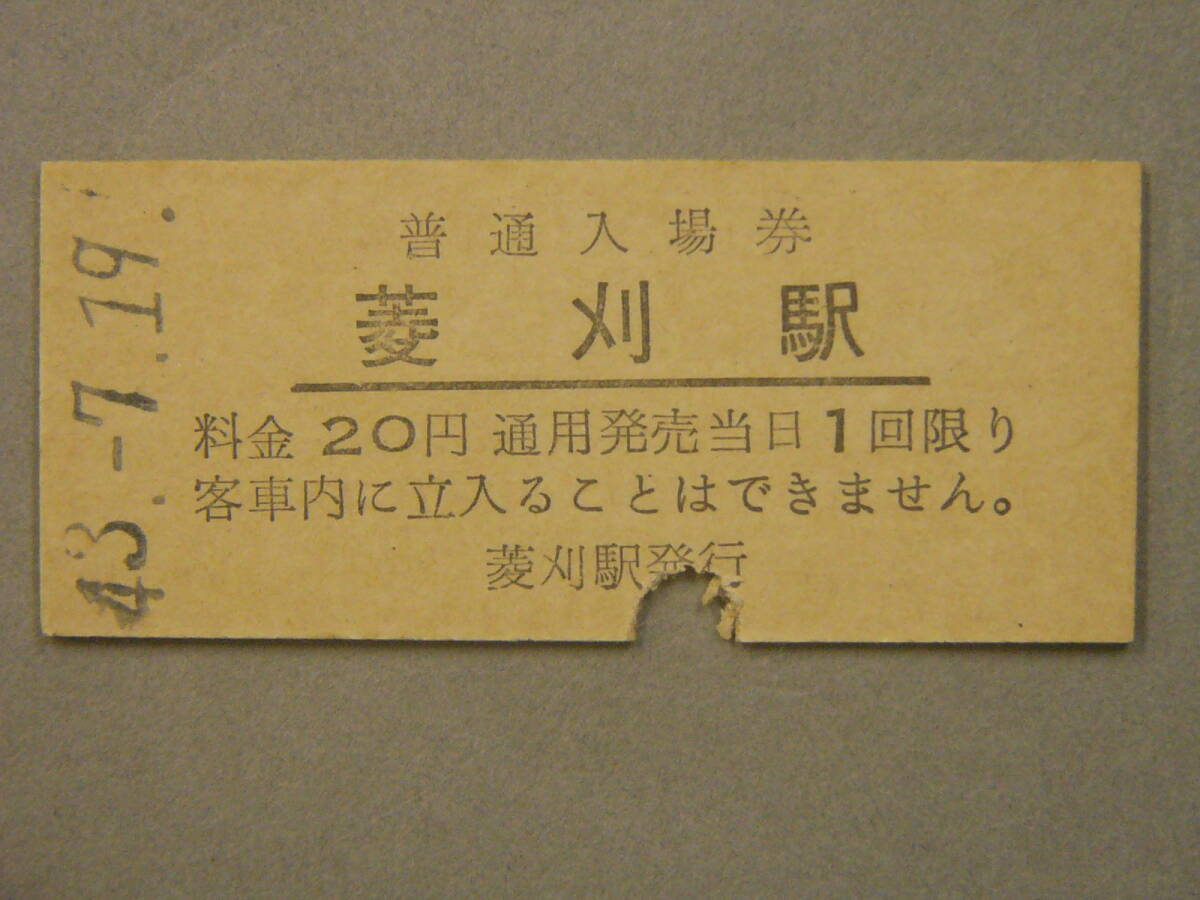 普通入場券
菱刈駅
料金 20円 通用発売当日1回限り
客車内に立入ることはできません。
菱刈駅発行
43.-7.19.